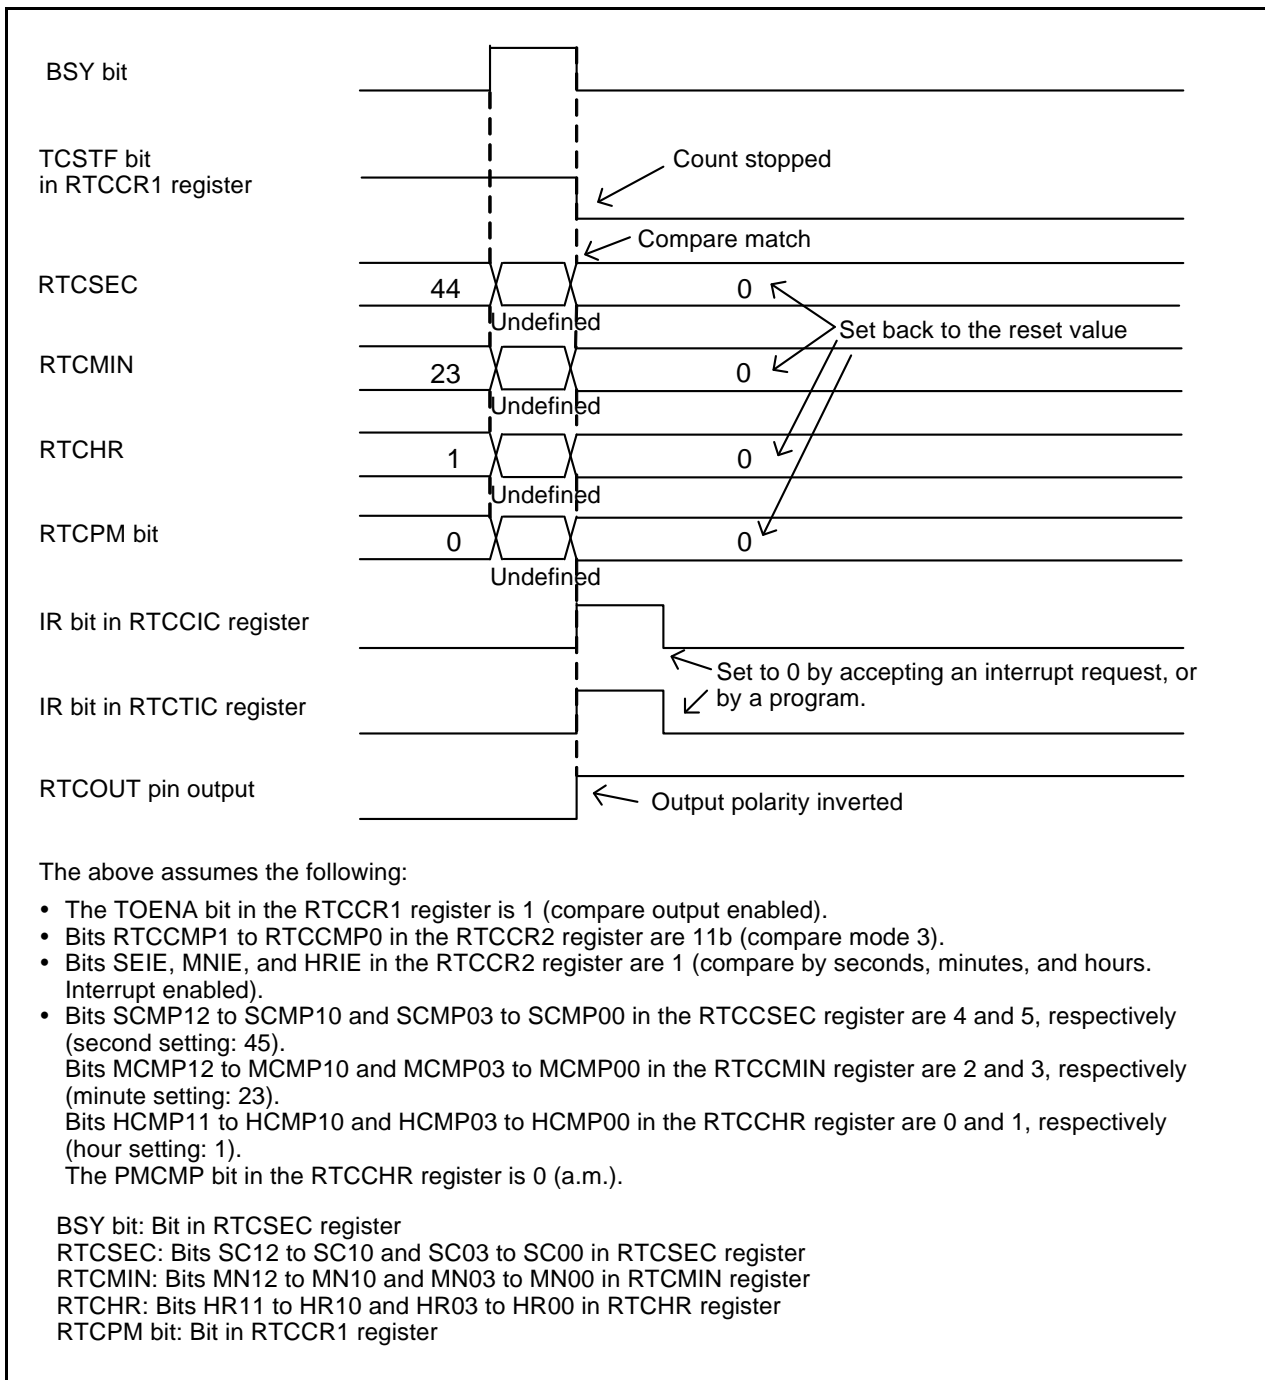 BSY bit
TCSTF bit
in RTCCR1 register
Count stopped
Compare match
RTCSEC
44
0
Undefined
Set back to the reset value
RTCMIN
23
0
Undefined
RTCHR
1
0
Undefined
RTCPM bit
0
0
Undefined
IR bit in RTCCIC register
Set to 0 by accepting an interrupt request, or
by a program.
IR bit in RTCTIC register
RTCOUT pin output
Output polarity inverted
The above assumes the following:
• The TOENA bit in the RTCCR1 register is 1 (compare output enabled).
• Bits RTCCMP1 to RTCCMP0 in the RTCCR2 register are 11b (compare mode 3).
• Bits SEIE, MNIE, and HRIE in the RTCCR2 register are 1 (compare by seconds, minutes, and hours.
Interrupt enabled).
• Bits SCMP12 to SCMP10 and SCMP03 to SCMP00 in the RTCCSEC register are 4 and 5, respectively
(second setting: 45).
Bits MCMP12 to MCMP10 and MCMP03 to MCMP00 in the RTCCMIN register are 2 and 3, respectively
(minute setting: 23).
Bits HCMP11 to HCMP10 and HCMP03 to HCMP00 in the RTCCHR register are 0 and 1, respectively
(hour setting: 1).
The PMCMP bit in the RTCCHR register is 0 (a.m.).
BSY bit: Bit in RTCSEC register
RTCSEC: Bits SC12 to SC10 and SC03 to SC00 in RTCSEC register
RTCMIN: Bits MN12 to MN10 and MN03 to MN00 in RTCMIN register
RTCHR: Bits HR11 to HR10 and HR03 to HR00 in RTCHR register
RTCPM bit: Bit in RTCCR1 register